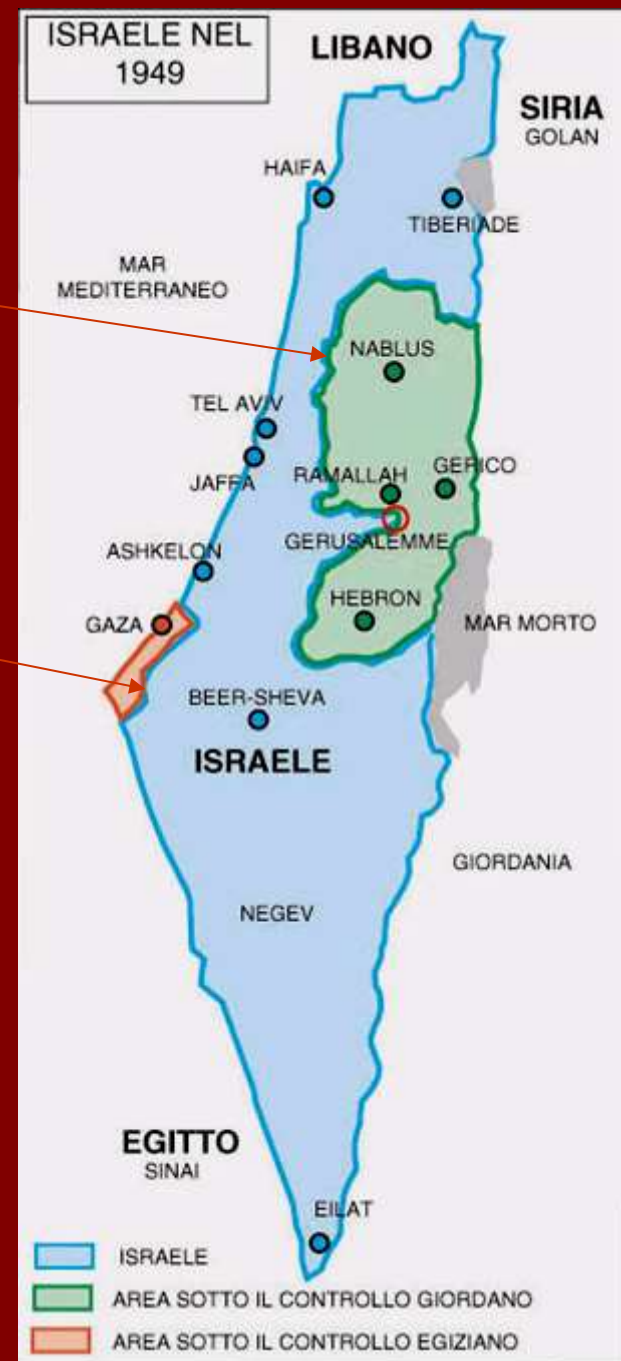 ISRAELE NEL
1949
LIBANO
SIRIA
GOLAN
HAIFA
TIBERIADE
MAR
MEDITERRANEO
NABLUS
TEL AVIV
JAFFA
RAMALLAH
GERICO
GERUSALEMME
ASHKELON
HEBRON
GAZA
MAR MORTO
BEER-SHEVA
ISRAELE
GIORDANIA
NEGEV
EGITTO
SINAI
EILAT
ISRAELE
AREA SOTTO IL CONTROLLO GIORDANO
AREA SOTTO IL CONTROLLO EGIZIANO